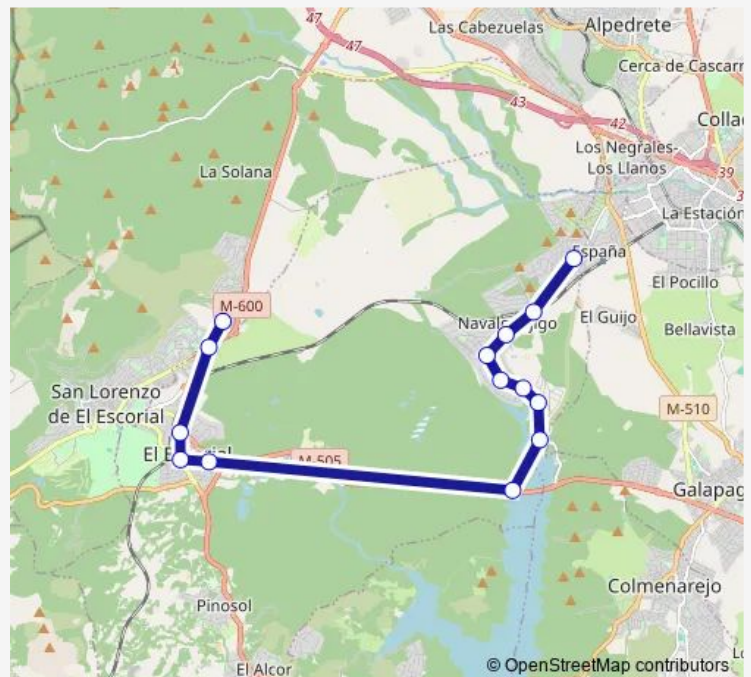 47
47
Las Cabezuelas
Alpedrete
Cerca de Cascarr
43
42
Colla
Los Negrales-
Los Llanos
39
La Solana
La Estación
España
El Pocillo
M-600
El Guijo
Bellavista
San Lorenzo
de El Escorial
M-510
M-505
Galapag
Colmenarejo
Pinosol
El Alcor
© OpenStreetMap contributors